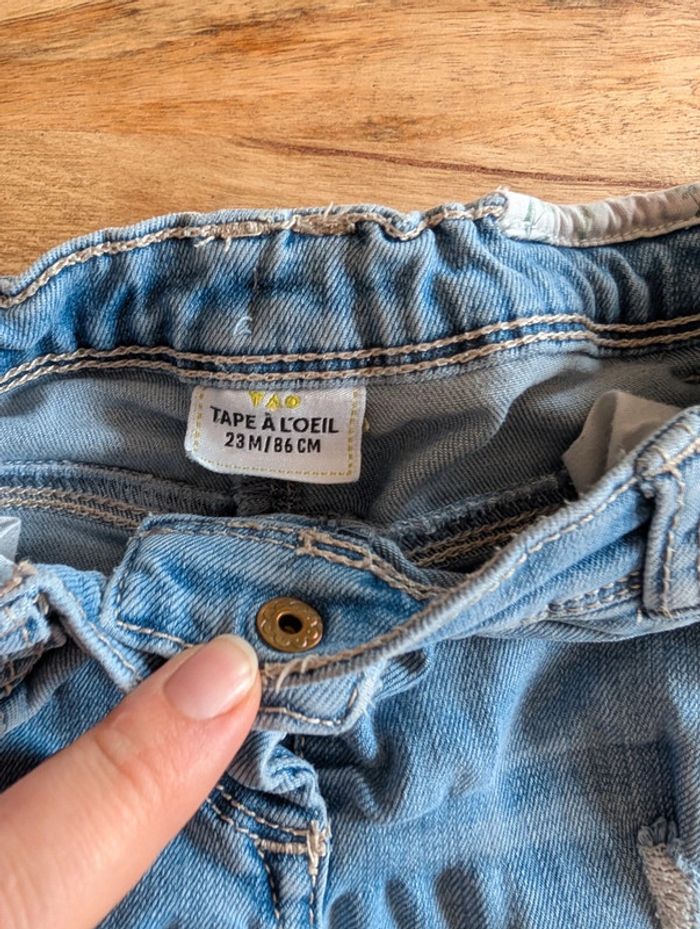 TAO
TAPE À L'OEIL
23 M/86 CM